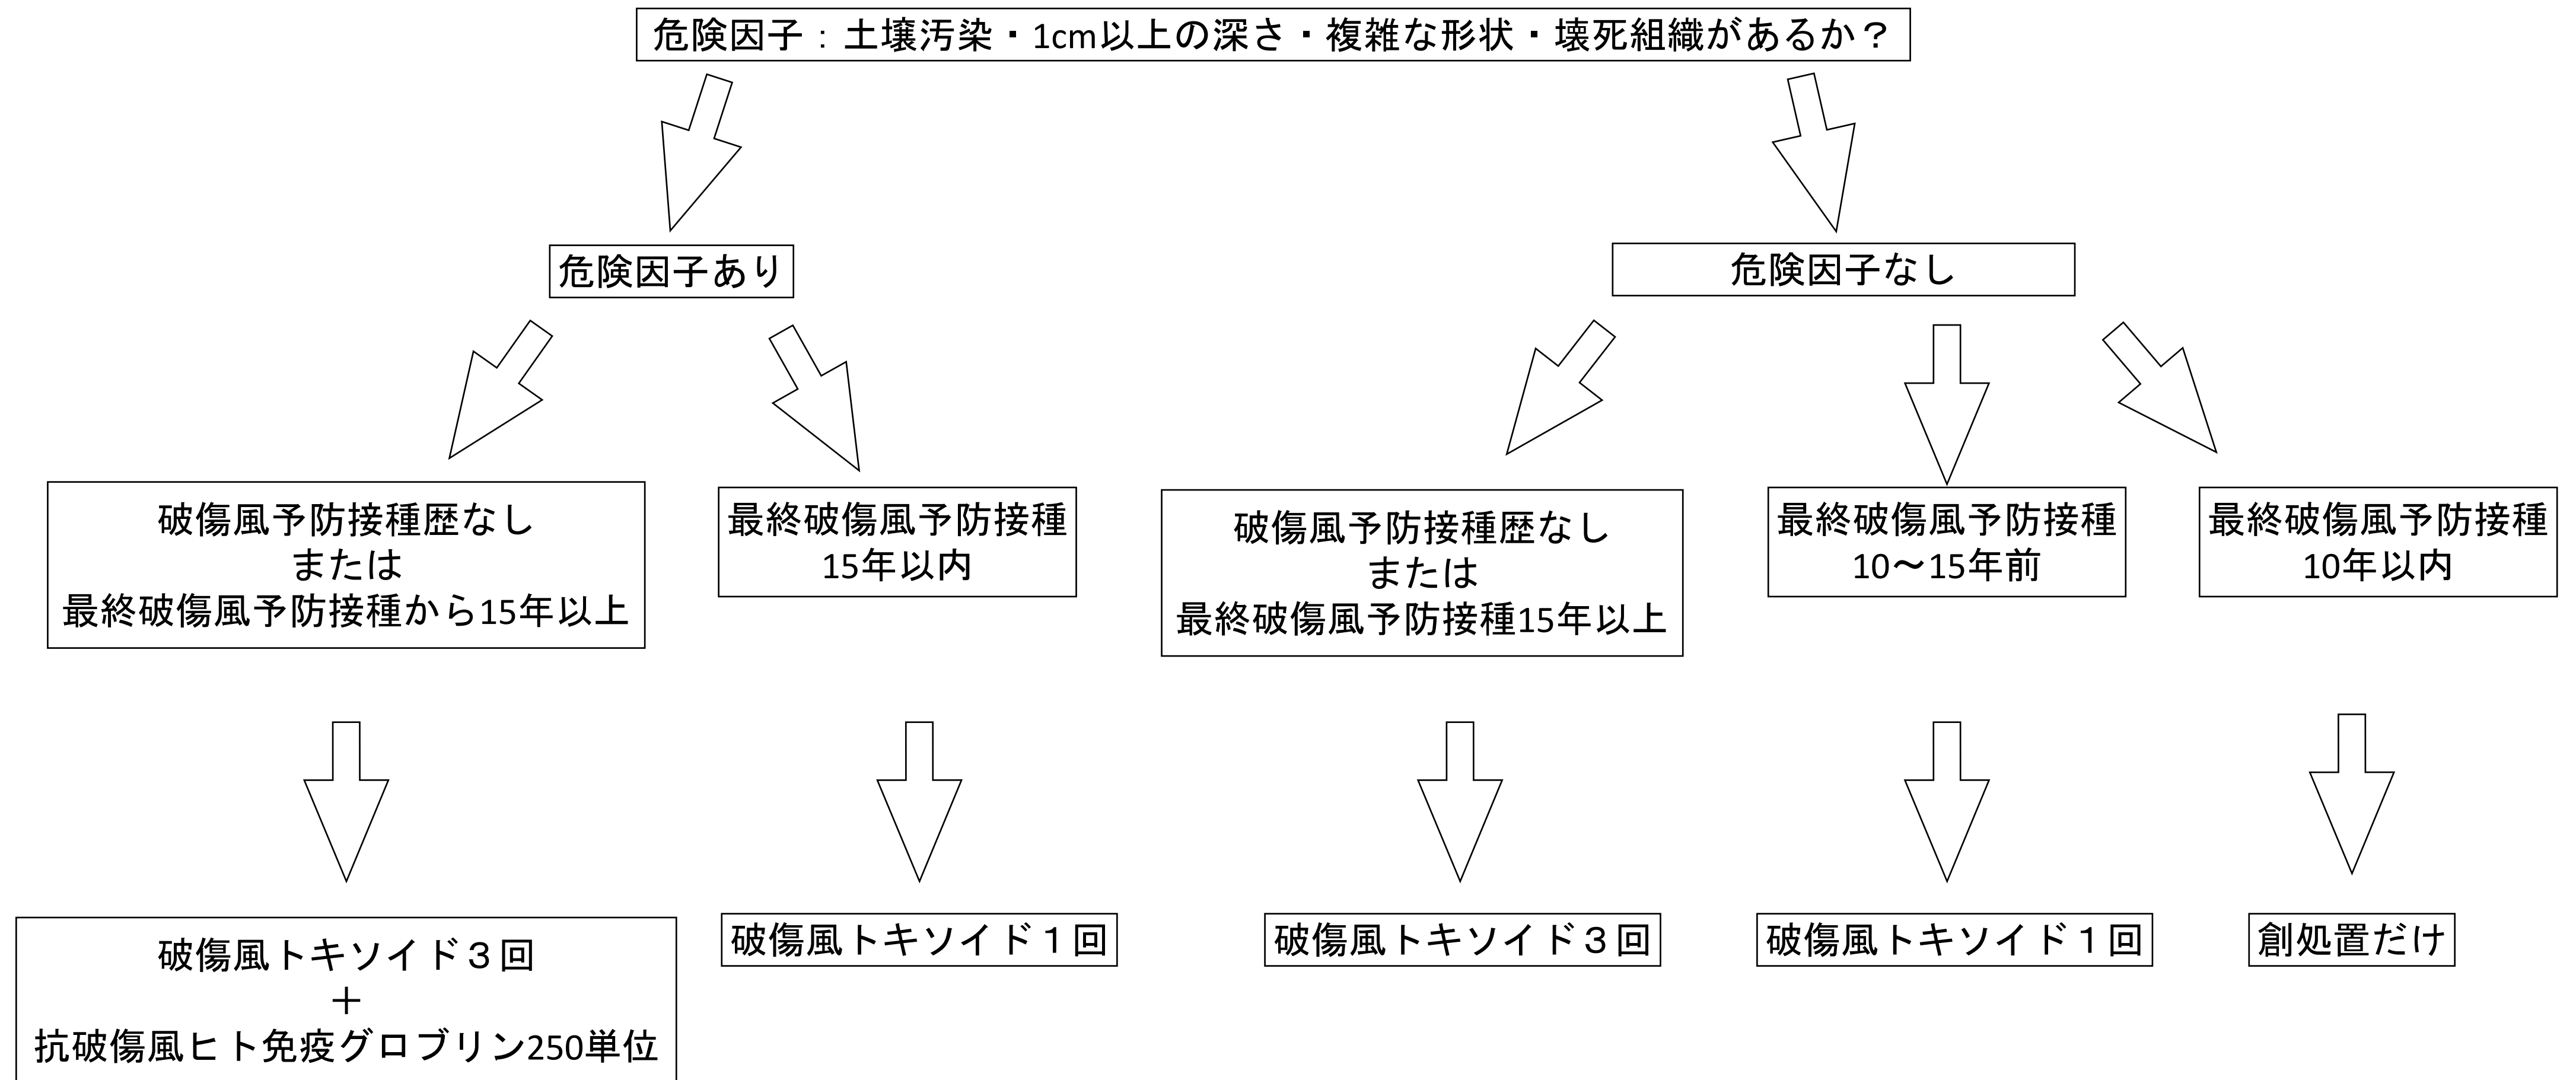 危険因子：土壌汚染・1cm以上の深さ・複雑な形状・壊死組織があるか？
危険因子あり
危険因子なし
破傷風予防接種歴なし
または
最終破傷風予防接種から15年以上
最終破傷風予防接種
15年以内
破傷風予防接種歴なし
または
最終破傷風予防接種15年以上
最終破傷風予防接種
10〜15年前
最終破傷風予防接種
10年以内
破傷風トキソイド３回
＋
抗破傷風ヒト免疫グロブリン250単位
破傷風トキソイド１回
破傷風トキソイド３回
破傷風トキソイド１回
創処置だけ